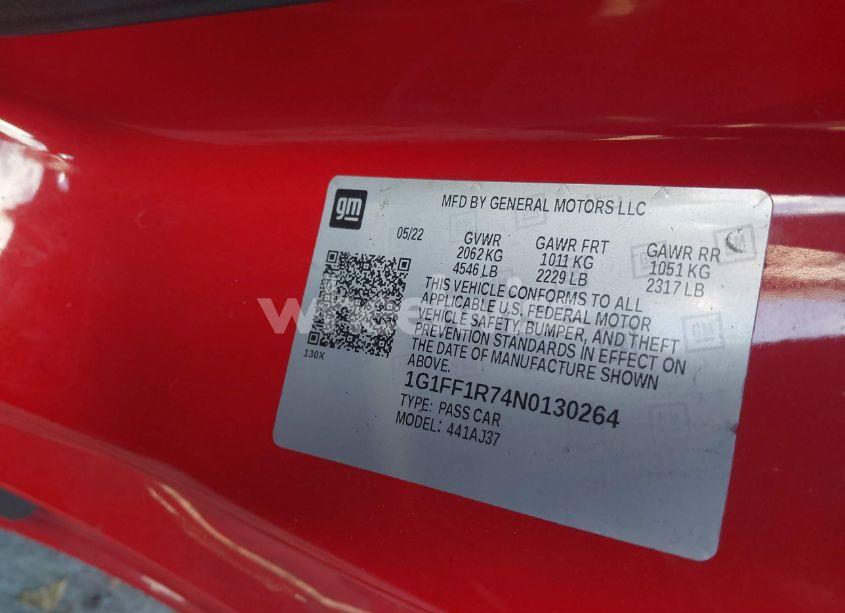 gm
MFD BY GENERAL MOTORS LLC
05/22
GVWR GAWR FRT GAWR RR
2062 KG 1011 KG 1051 KG
4546 LB 2229 LB 2317 LB
THIS VEHICLE CONFORMS TO ALL
APPLICABLE U.S. FEDERAL MOTOR
VEHICLE SAFETY, BUMPER, AND THEFT
PREVENTION STANDARDS IN EFFECT ON
THE DATE OF MANUFACTURE SHOWN
ABOVE.
130X
1G1FF1R74N0130264
TYPE: PASS CAR
MODEL: 441AJ37
GM